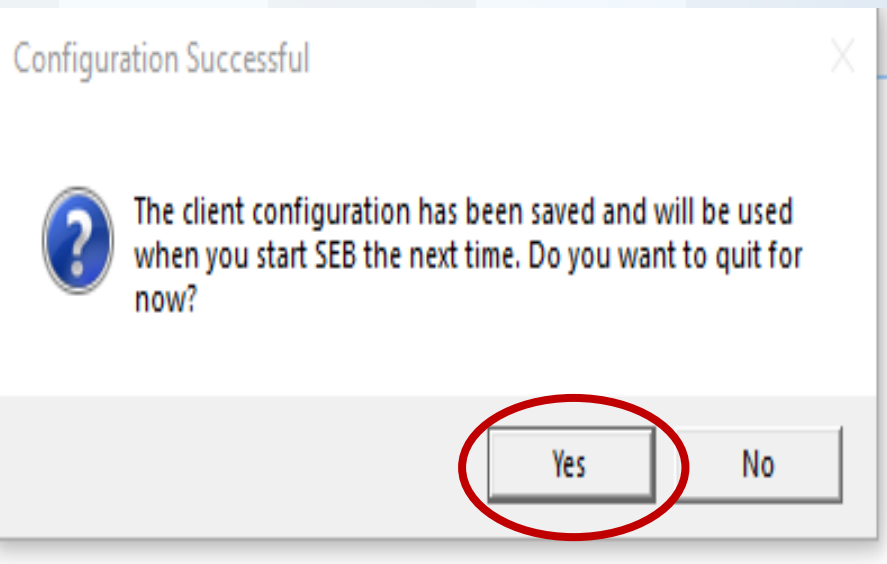 Configuration Successful
X
?
The client configuration has been saved and will be used
when you start SEB the next time. Do you want to quit for
now?
Yes
No